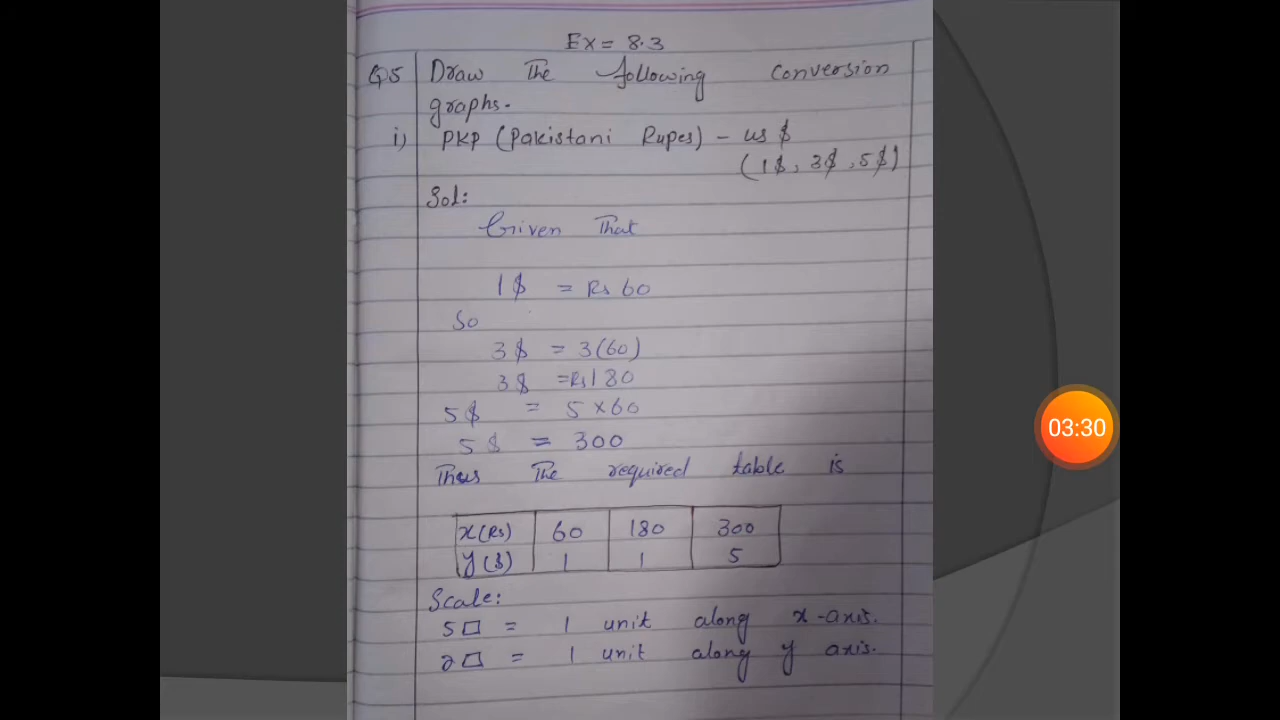 Ex = 8.3
Q5 Draw The following conversion
graphs.
i) PKP (Pakistani Rupes) - us $
(1$, 3$, 5$)
Sol:
Given That
1$ = Rs 60
So
3$ = 3(60)
3$ = Rs 180
5$ = 5 × 60
5$ = 300
Thus The required table is
x(Rs) 60 180 300
y($) 1 1 5
Scale:
5□ = 1 unit along x-axis.
2□ = 1 unit along y axis.
03:30